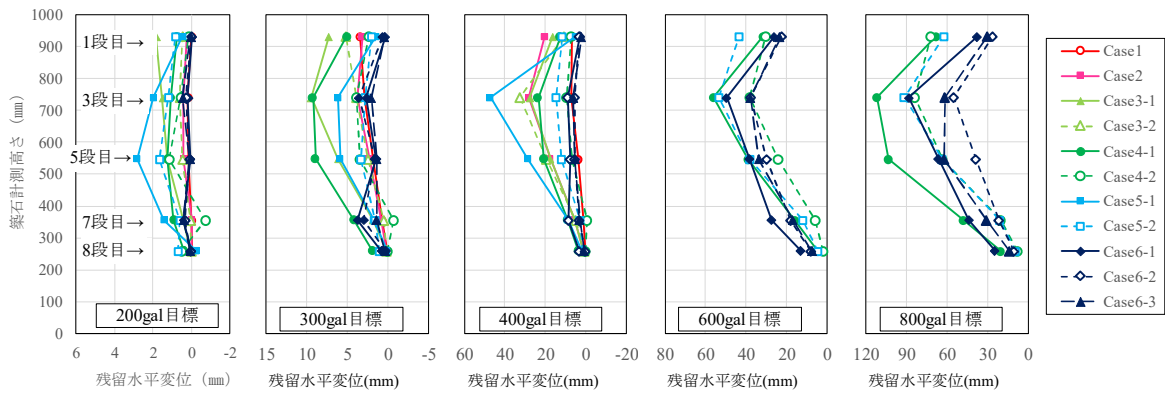 築石計測高さ (mm)
1000
900
800
700
600
500
400
300
200
100
0
1段目→
3段目→
5段目→
7段目→
8段目→
200gal目標
300gal目標
400gal目標
600gal目標
800gal目標
6 4 2 0 -2
15 10 5 0 -5
60 40 20 0 -20
80 60 40 20 0
120 90 60 30 0
残留水平変位 (mm)
残留水平変位(mm)
残留水平変位(mm)
残留水平変位(mm)
残留水平変位(mm)
Case1
Case2
Case3-1
Case3-2
Case4-1
Case4-2
Case5-1
Case5-2
Case6-1
Case6-2
Case6-3